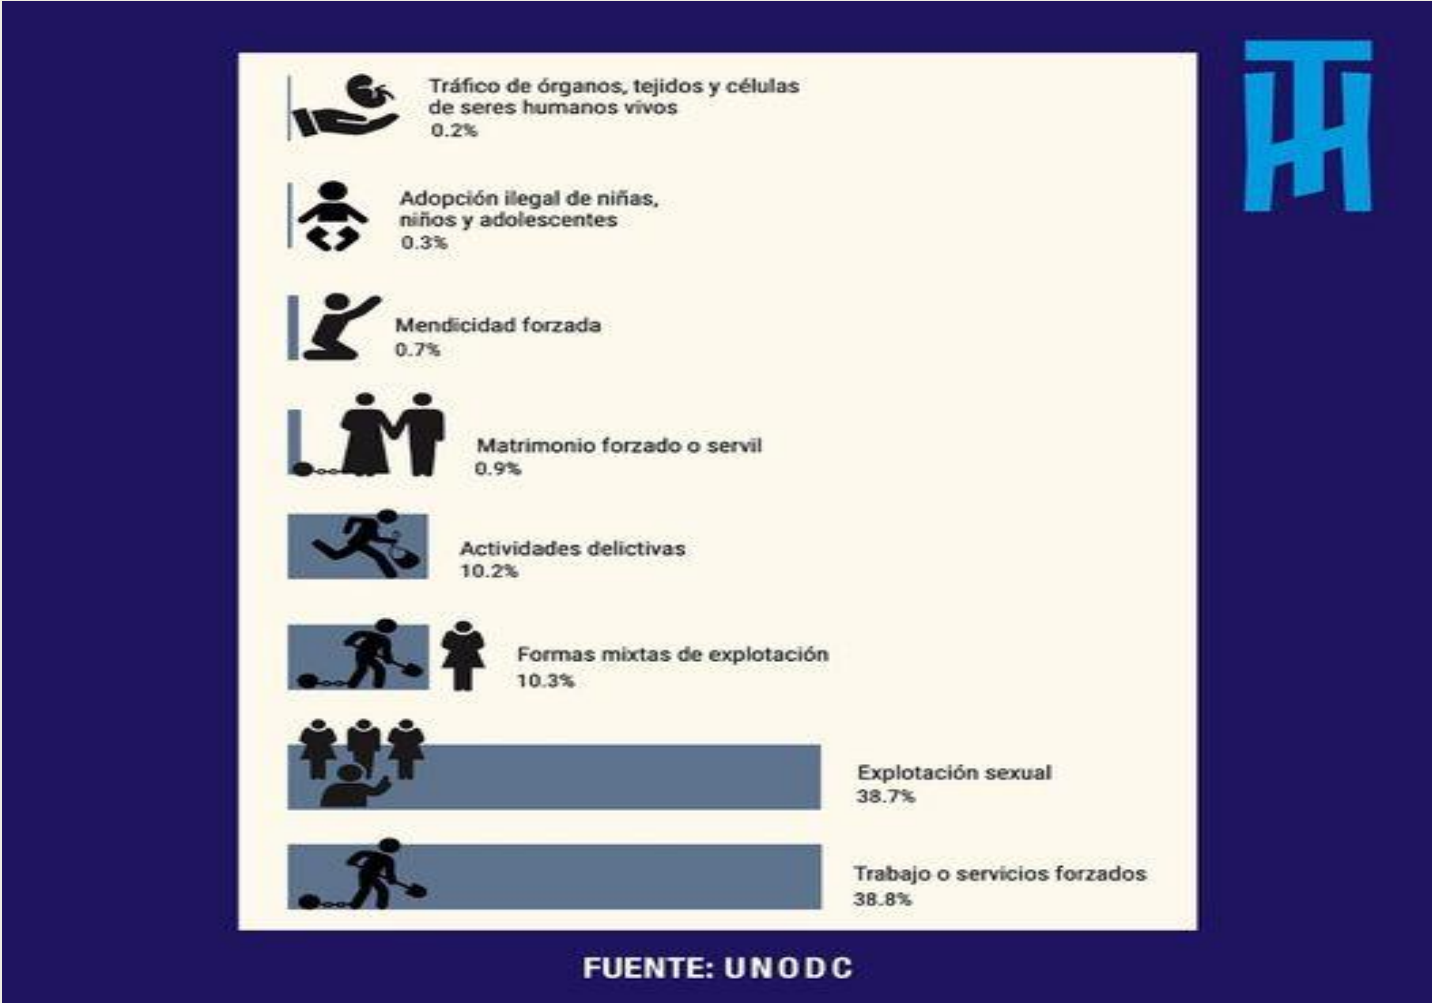 TH
Tráfico de órganos, tejidos y células
de seres humanos vivos
0.2%
Adopción ilegal de niñas,
niños y adolescentes
0.3%
Mendicidad forzada
0.7%
Matrimonio forzado o servil
0.9%
Actividades delictivas
10.2%
Formas mixtas de explotación
10.3%
Explotación sexual
38.7%
Trabajo o servicios forzados
38.8%
FUENTE: UNODC